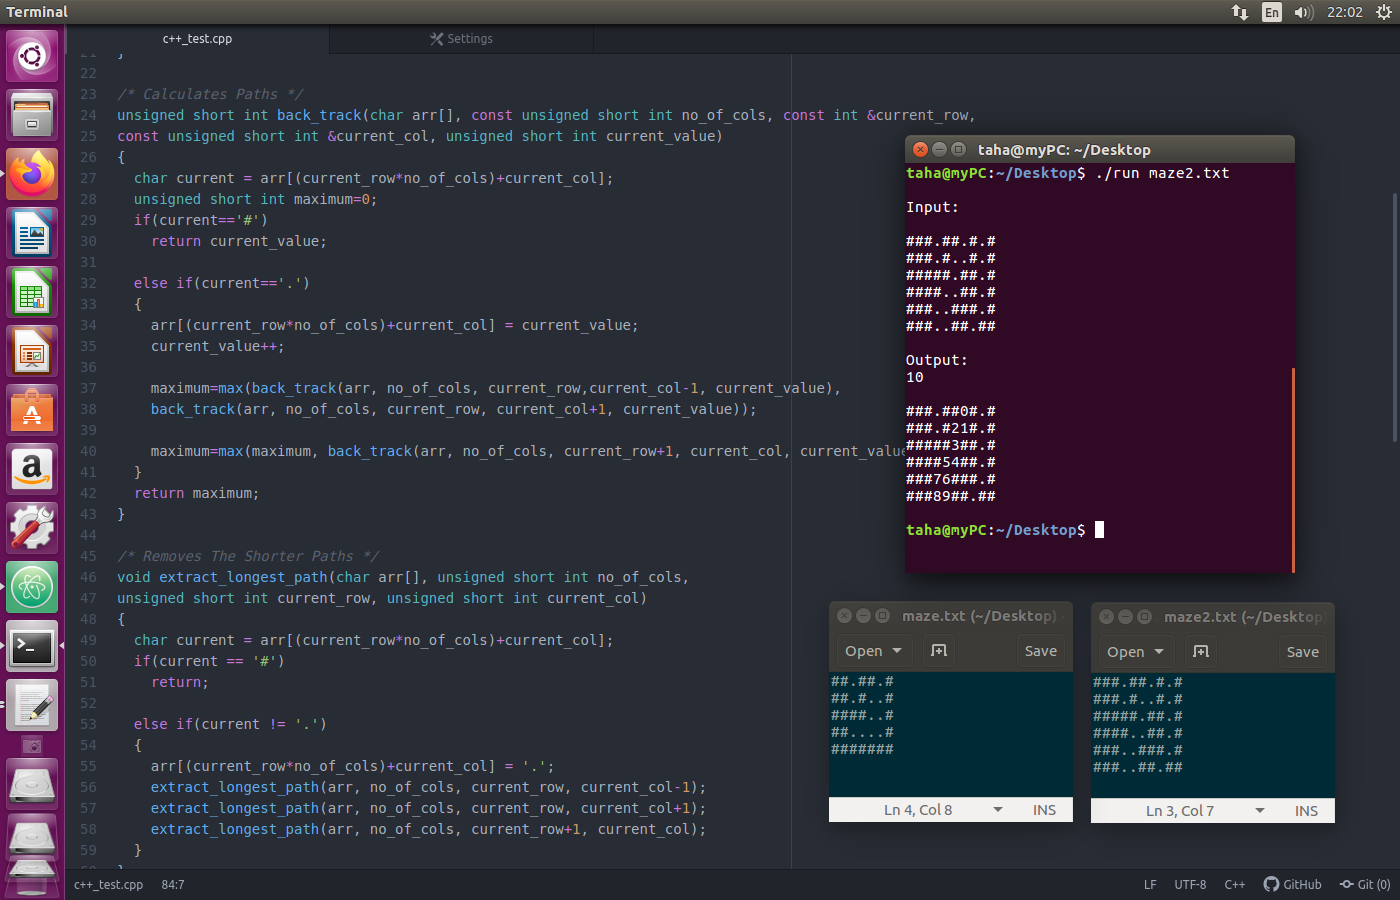 Terminal
En
22:02
c++_test.cpp
Settings
21 }
22
23 /* Calculates Paths */
24 unsigned short int back_track(char arr[], const unsigned short int no_of_cols, const int &current_row,
25 const unsigned short int &current_col, unsigned short int current_value)
26 {
27 char current = arr[(current_row*no_of_cols)+current_col];
28 unsigned short int maximum=0;
29 if(current=='#')
30 return current_value;
31
32 else if(current=='.')
33 {
34 arr[(current_row*no_of_cols)+current_col] = current_value;
35 current_value++;
36
37 maximum=max(back_track(arr, no_of_cols, current_row,current_col-1, current_value),
38 back_track(arr, no_of_cols, current_row, current_col+1, current_value));
39
40 maximum=max(maximum, back_track(arr, no_of_cols, current_row+1, current_col, current_value
41 }
42 return maximum;
43 }
44
45 /* Removes The Shorter Paths */
46 void extract_longest_path(char arr[], unsigned short int no_of_cols,
47 unsigned short int current_row, unsigned short int current_col)
48 {
49 char current = arr[(current_row*no_of_cols)+current_col];
50 if(current == '#')
51 return;
52
53 else if(current != '.')
54 {
55 arr[(current_row*no_of_cols)+current_col] = '.';
56 extract_longest_path(arr, no_of_cols, current_row, current_col-1);
57 extract_longest_path(arr, no_of_cols, current_row, current_col+1);
58 extract_longest_path(arr, no_of_cols, current_row+1, current_col);
59 }
60 }
taha@myPC: ~/Desktop
taha@myPC:~/Desktop$ ./run maze2.txt
Input:
###.##.#.#
###.#..#.#
#####.##.#
####..##.#
###..###.#
###..##.##
Output:
10
###.##0#.#
###.#21#.#
#####3##.#
####54##.#
###76###.#
###89##.##
taha@myPC:~/Desktop$
maze.txt (~/Desktop)
Open
Save
##.##.#
##.#..#
####..#
##....#
#######
Ln 4, Col 8
INS
maze2.txt (~/Desktop
Open
Save
###.##.#.#
###.#..#.#
#####.##.#
####..##.#
###..###.#
###..##.##
Ln 3, Col 7
INS
c++_test.cpp 84:7
LF UTF-8 C++ GitHub Git (0)